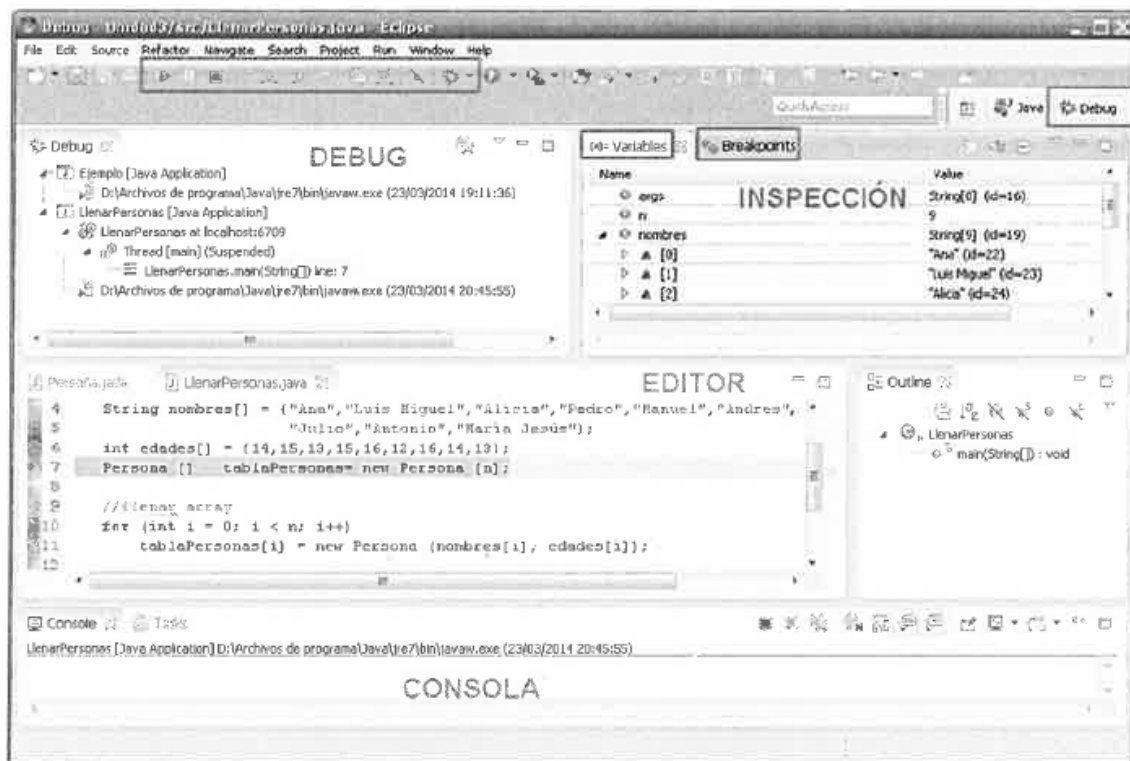 Debug - Unidad3/src/LlenarPersonas.java - Eclipse
File Edit Source Refactor Navigate Search Project Run Window Help
Quick Access
Java
Debug
Debug
DEBUG
Ejemplo [Java Application]
D:\Archivos de programa\Java\jre7\bin\javaw.exe (23/03/2014 19:11:36)
LlenarPersonas [Java Application]
LlenarPersonas at localhost:6709
Thread [main] (Suspended)
LlenarPersonas.main(String[]) line: 7
D:\Archivos de programa\Java\jre7\bin\javaw.exe (23/03/2014 20:45:55)
(x)= Variables
Breakpoints
INSPECCIÓN
Name Value
args String[0] (id=16)
n 9
nombres String[9] (id=19)
[0] "Ana" (id=22)
[1] "Luis Miguel" (id=23)
[2] "Alicia" (id=24)
Persona.java
LlenarPersonas.java
EDITOR
4 String nombres[] = {"Ana","Luis Miguel","Alicia","Pedro","Manuel","Andres",
5 "Julio","Antonio","María Jesús"};
6 int edades[] = {14,15,13,15,16,12,16,14,13};
7 Persona [] tablaPersonas= new Persona [n];
8
9 //llenar array
10 for (int i = 0; i < n; i++)
11 tablaPersonas[i] = new Persona (nombres[i], edades[i]);
12
Outline
LlenarPersonas
main(String[]) : void
Console
Tasks
LlenarPersonas [Java Application] D:\Archivos de programa\Java\jre7\bin\javaw.exe (23/03/2014 20:45:55)
CONSOLA